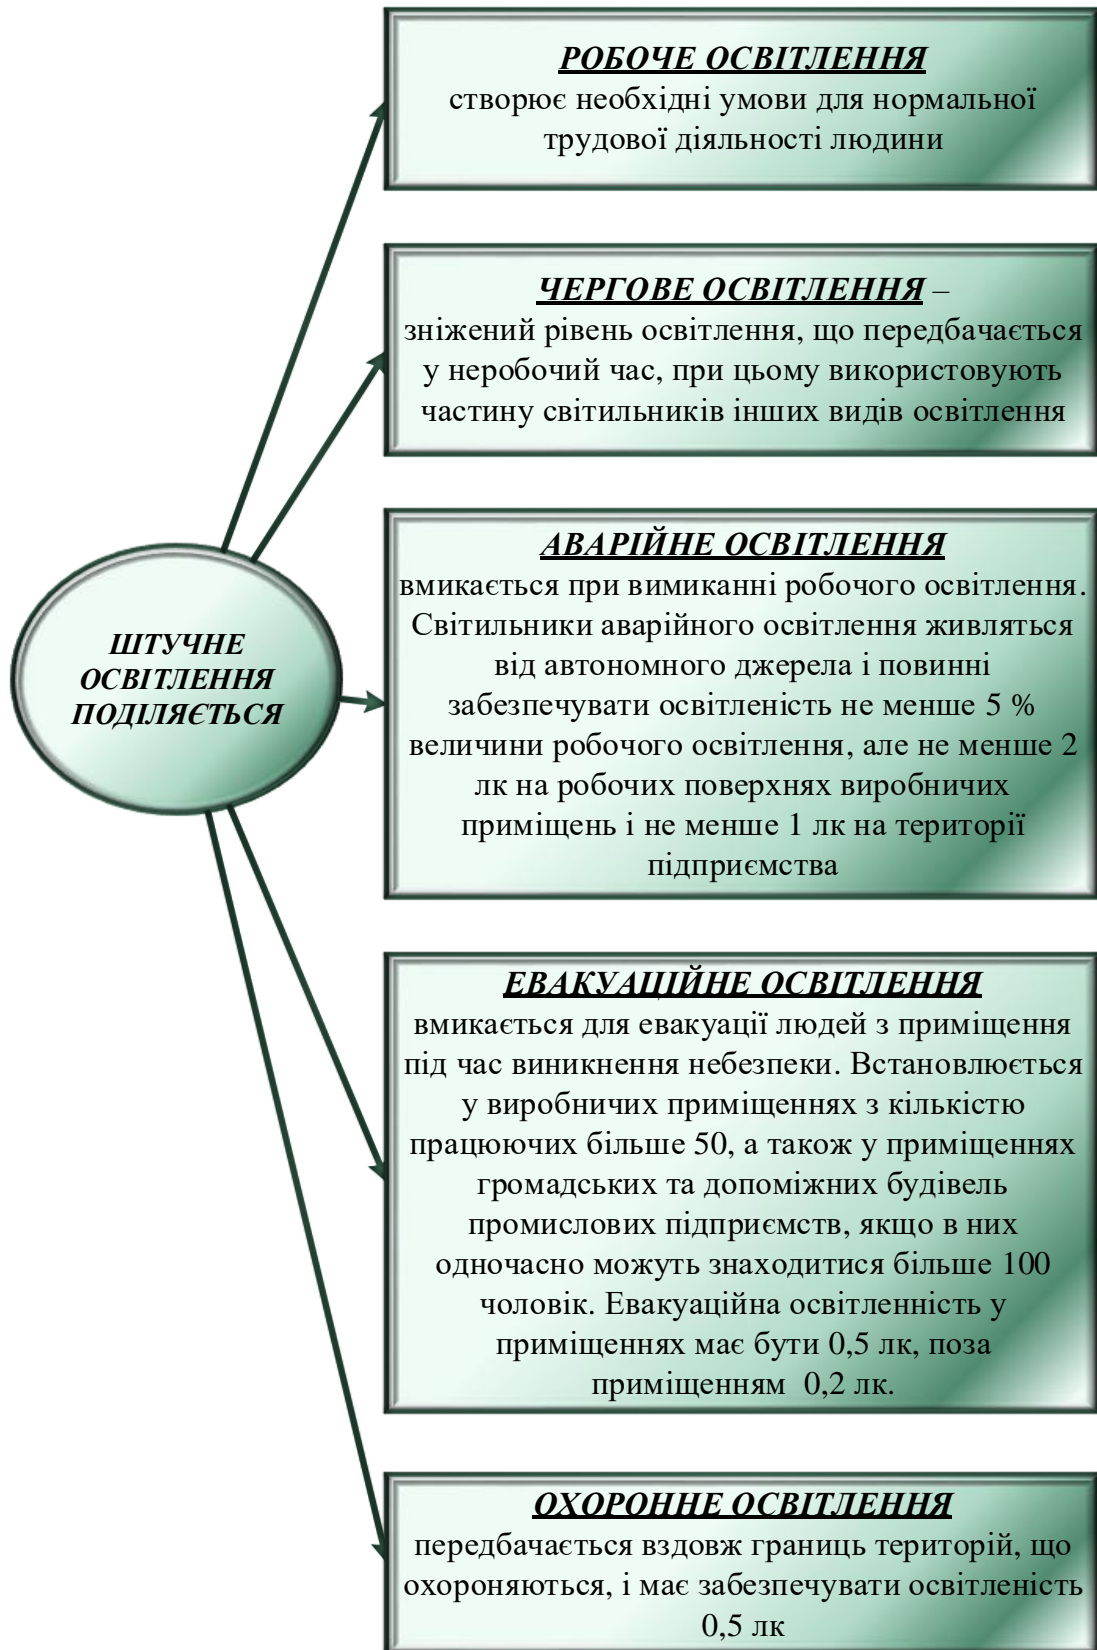 РОБОЧЕ ОСВІТЛЕННЯ
створює необхідні умови для нормальної
трудової діяльності людини
ЧЕРГОВЕ ОСВІТЛЕННЯ –
зніжений рівень освітлення, що передбачається
у неробочий час, при цьому використовують
частину світильників інших видів освітлення
ШТУЧНЕ
ОСВІТЛЕННЯ
ПОДІЛЯЄТЬСЯ
АВАРІЙНЕ ОСВІТЛЕННЯ
вмикається при вимиканні робочого освітлення.
Світильники аварійного освітлення живляться
від автономного джерела і повинні
забезпечувати освітленість не менше 5 %
величини робочого освітлення, але не менше 2
лк на робочих поверхнях виробничих
приміщень і не менше 1 лк на території
підприємства
ЕВАКУАЦІЙНЕ ОСВІТЛЕННЯ
вмикається для евакуації людей з приміщення
під час виникнення небезпеки. Встановлюється
у виробничих приміщеннях з кількістю
працюючих більше 50, а також у приміщеннях
громадських та допоміжних будівель
промислових підприємств, якщо в них
одночасно можуть знаходитися більше 100
чоловік. Евакуаційна освітленність у
приміщеннях має бути 0,5 лк, поза
приміщенням 0,2 лк.
ОХОРОННЕ ОСВІТЛЕННЯ
передбачається вздовж границь територій, що
охороняються, і має забезпечувати освітленість
0,5 лк